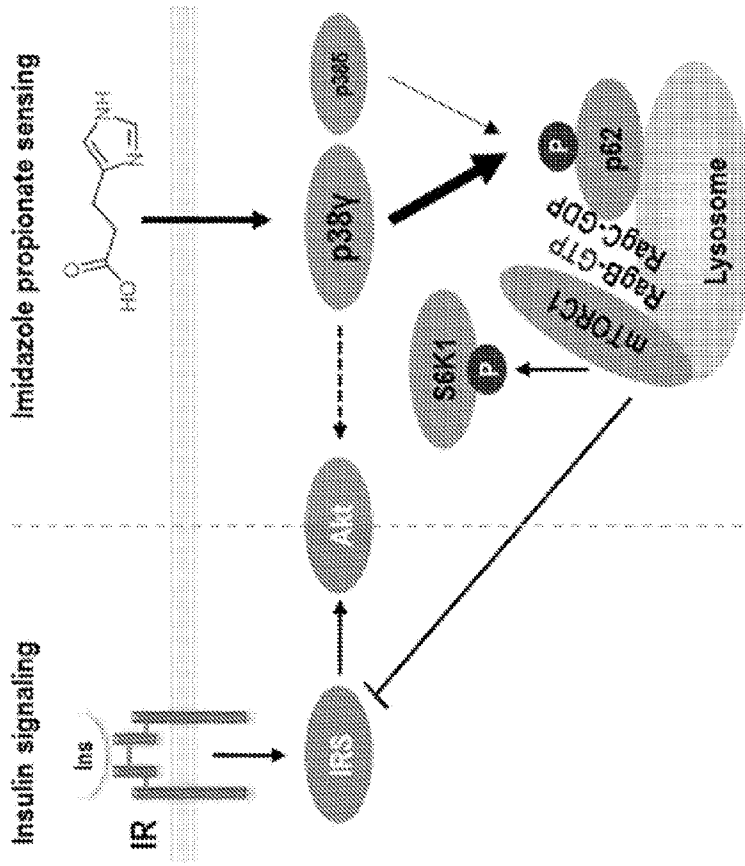 Insulin signaling
Imidazole propionate sensing
Ins
IR
O
HO
NH
N
IRS
Akt
p38γ
p38δ
S6K1
P
P
p62
mTORC1
RagB-GTP
RagC-GDP
Lysosome